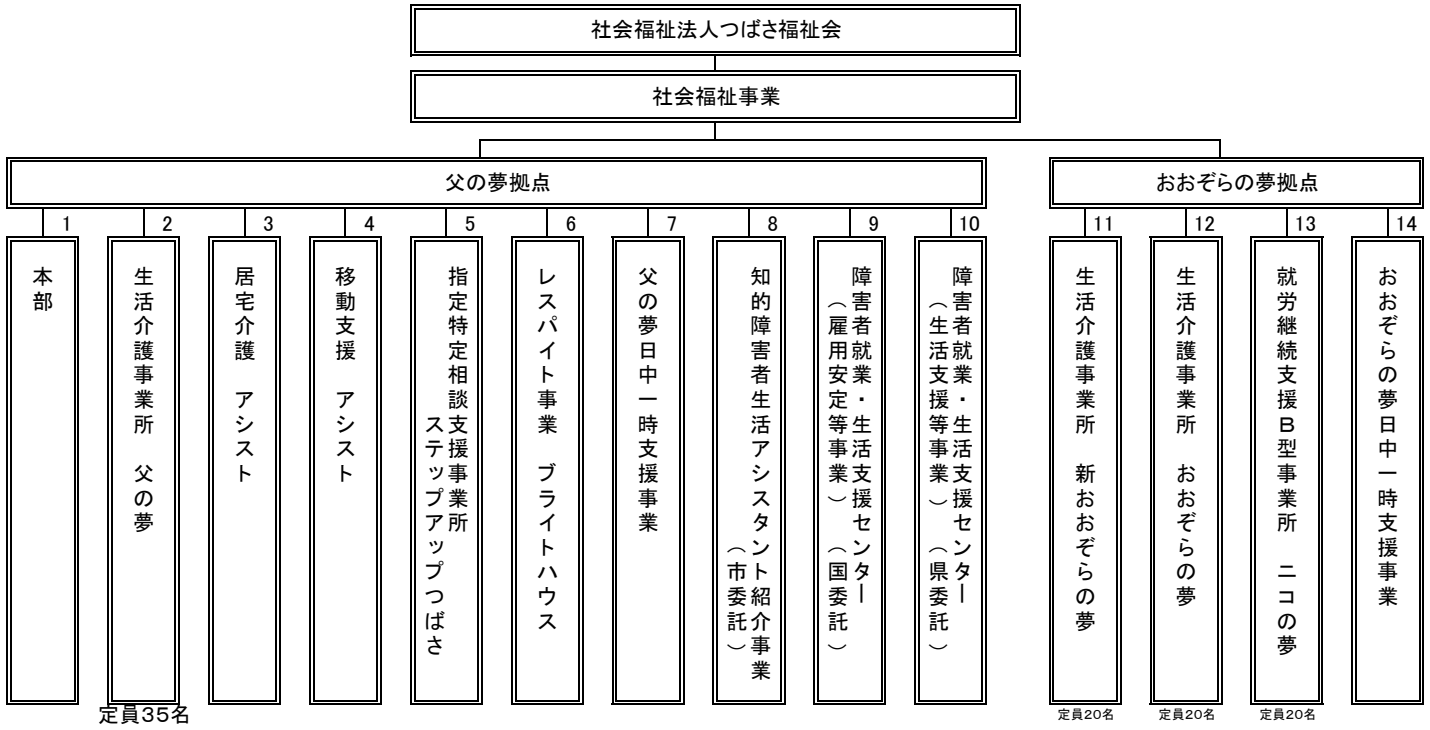 社会福祉法人つばさ福祉会
社会福祉事業
父の夢拠点
おおぞらの夢拠点
1
2
3
4
5
6
7
8
9
10
11
12
13
14
本部
生活介護事業所　父の夢
居宅介護　アシスト
移動支援　アシスト
指定特定相談支援事業所
ステップアップつばさ
レスパイト事業　ブライトハウス
父の夢日中一時支援事業
知的障害者生活アシスタント紹介事業
（市委託）
障害者就業・生活支援センター
（雇用安定等事業）（国委託）
障害者就業・生活支援センター
（生活支援等事業）（県委託）
生活介護事業所　新おおぞらの夢
生活介護事業所　おおぞらの夢
就労継続支援Ｂ型事業所　ニコの夢
おおぞらの夢日中一時支援事業
定員35名
定員20名
定員20名
定員20名